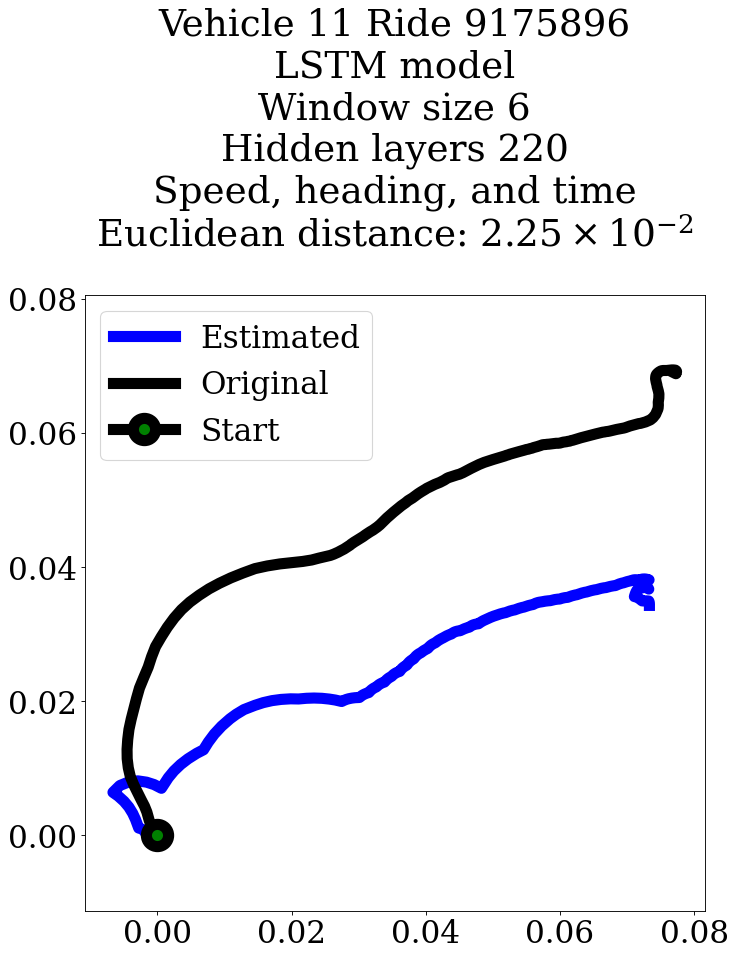 Vehicle 11 Ride 9175896
LSTM model
Window size 6
Hidden layers 220
Speed, heading, and time
Euclidean distance: 2.25 × 10⁻²
Estimated
Original
Start
0.08
0.06
0.04
0.02
0.00
0.00 0.02 0.04 0.06 0.08